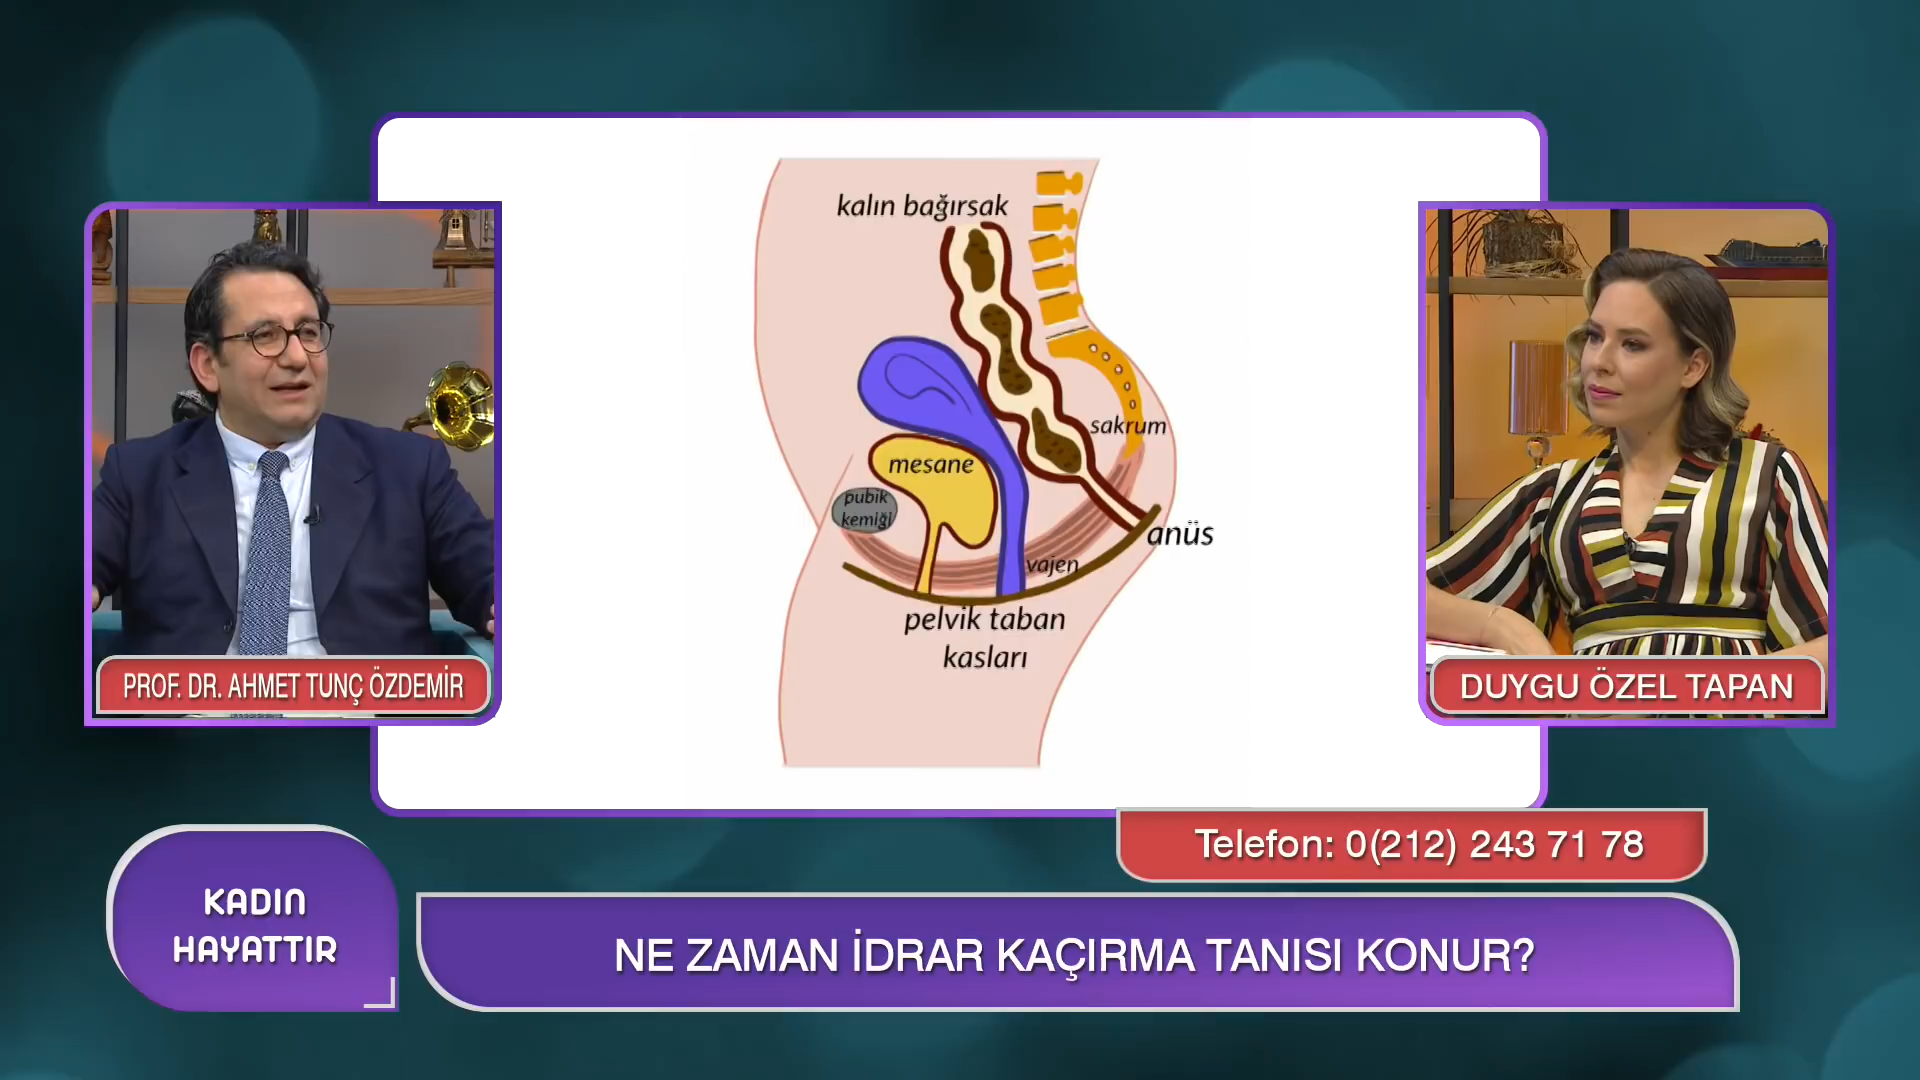 kalın bağırsak
sakrum
mesane
pubik
kemiği
anüs
vajen
pelvik taban
kasları
PROF. DR. AHMET TUNÇ ÖZDEMİR
DUYGU ÖZEL TAPAN
Telefon: 0(212) 243 71 78
KADIN
HAYATTIR
NE ZAMAN İDRAR KAÇIRMA TANISI KONUR?